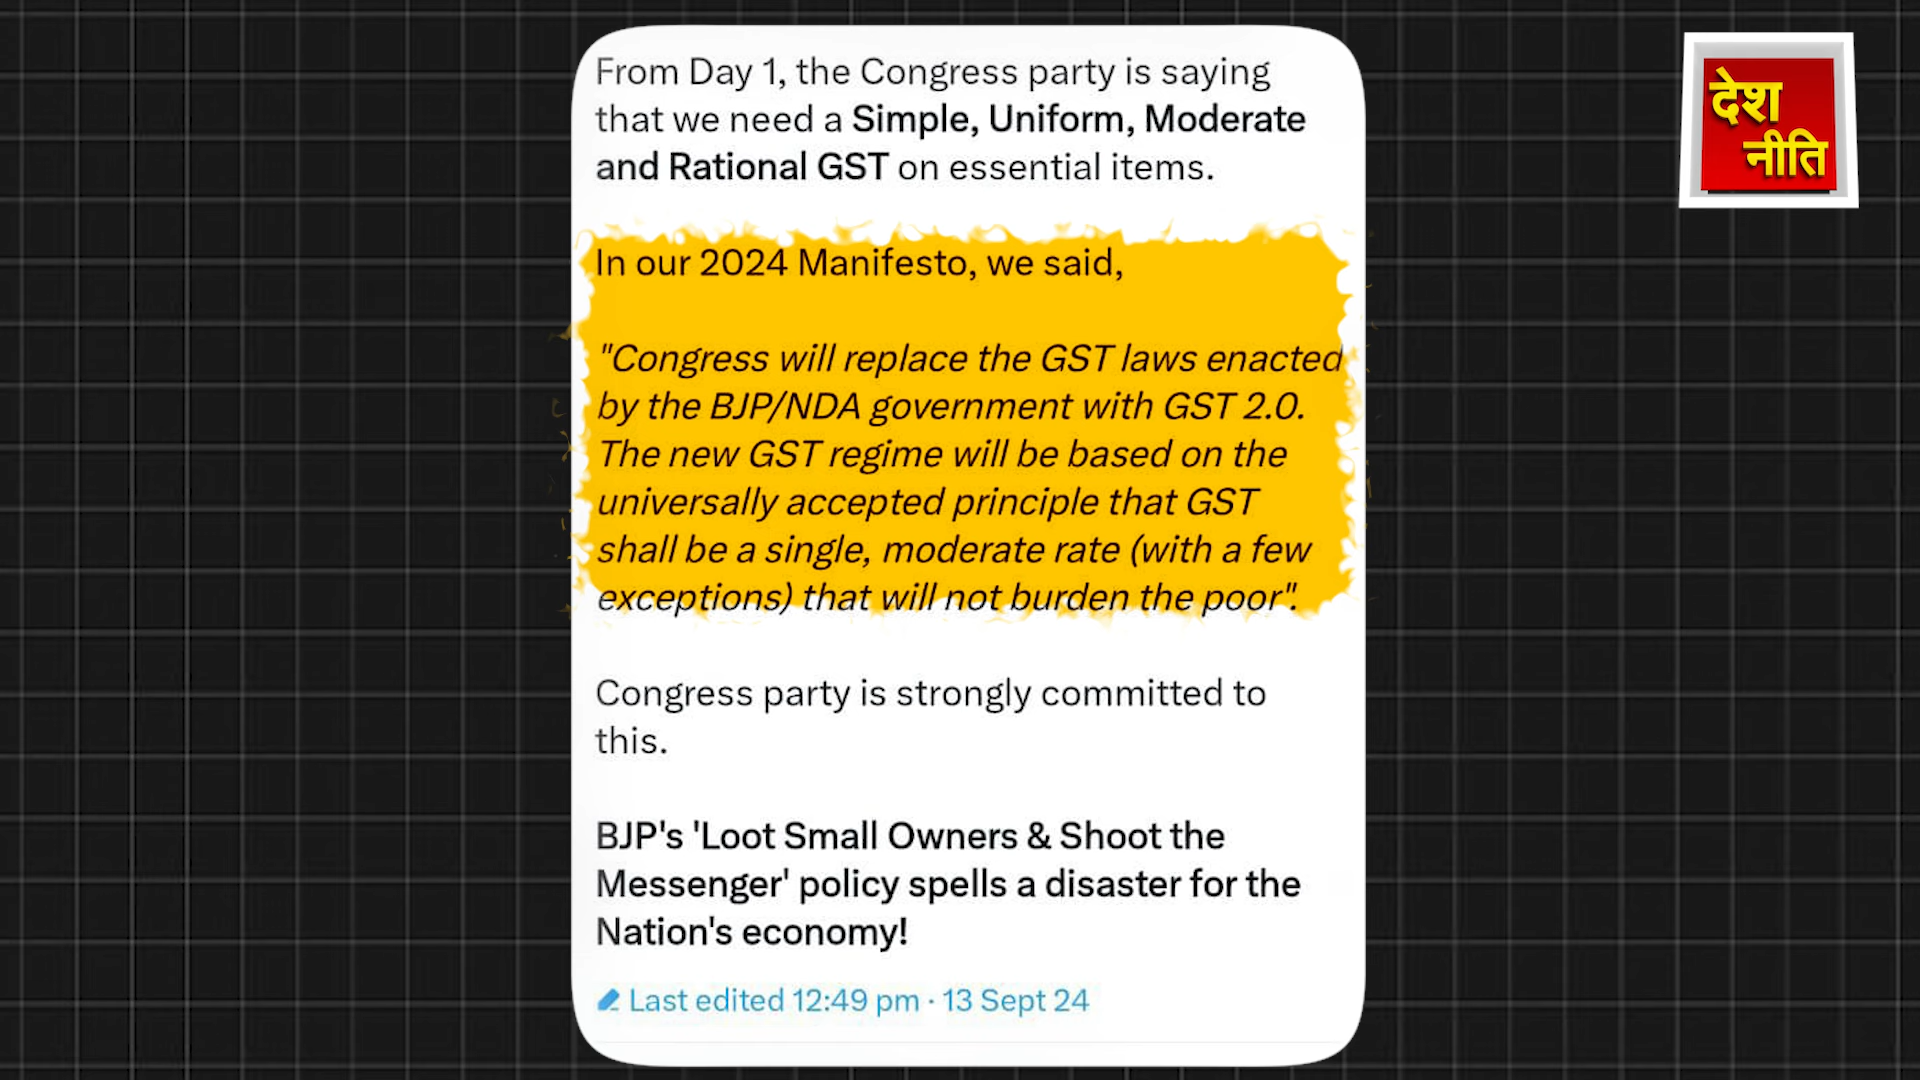 From Day 1, the Congress party is saying
that we need a Simple, Uniform, Moderate
and Rational GST on essential items.
In our 2024 Manifesto, we said,
"Congress will replace the GST laws enacted
by the BJP/NDA government with GST 2.0.
The new GST regime will be based on the
universally accepted principle that GST
shall be a single, moderate rate (with a few
exceptions) that will not burden the poor".
Congress party is strongly committed to
this.
BJP's 'Loot Small Owners & Shoot the
Messenger' policy spells a disaster for the
Nation's economy!
Last edited 12:49 pm · 13 Sept 24
देश
नीति